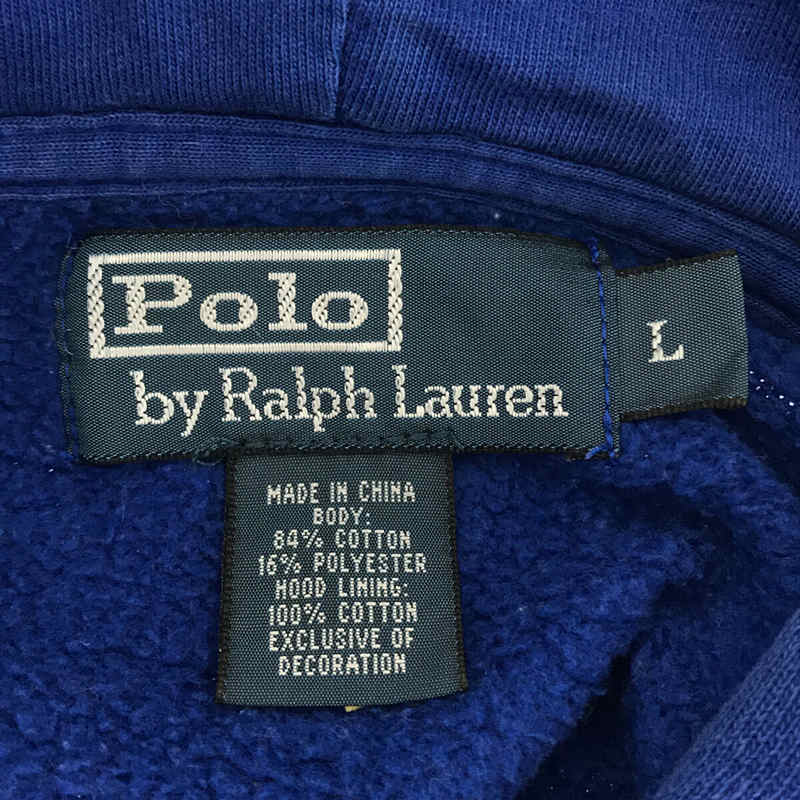 Polo
by Ralph Lauren
L
MADE IN CHINA
BODY:
84% COTTON
16% POLYESTER
HOOD LINING:
100% COTTON
EXCLUSIVE OF
DECORATION